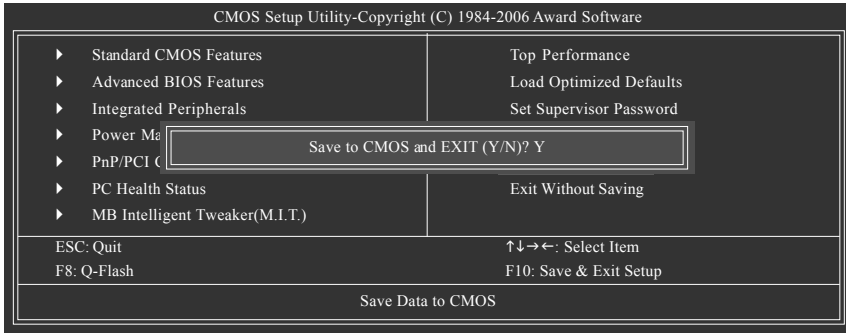 CMOS Setup Utility-Copyright (C) 1984-2006 Award Software
Standard CMOS Features
Advanced BIOS Features
Integrated Peripherals
Power Ma
PnP/PCI
PC Health Status
MB Intelligent Tweaker(M.I.T.)
Top Performance
Load Optimized Defaults
Set Supervisor Password
Exit Without Saving
Save to CMOS and EXIT (Y/N)? Y
ESC: Quit
↑↓→←: Select Item
F8: Q-Flash
F10: Save & Exit Setup
Save Data to CMOS